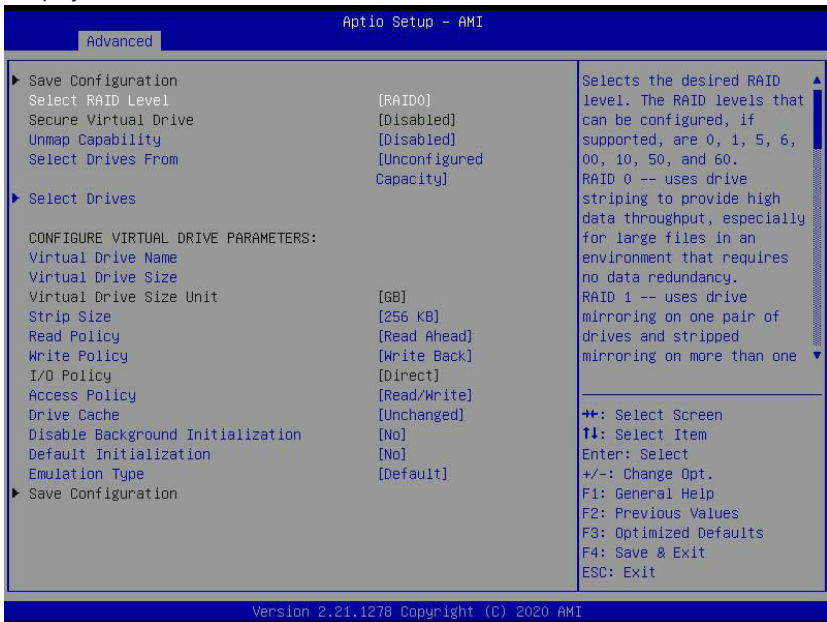 Aptio Setup – AMI
Advanced
Save Configuration
Select RAID Level [RAID0]
Secure Virtual Drive [Disabled]
Unmap Capability [Disabled]
Select Drives From [Unconfigured
Capacity]
Select Drives
CONFIGURE VIRTUAL DRIVE PARAMETERS:
Virtual Drive Name
Virtual Drive Size
Virtual Drive Size Unit [GB]
Strip Size [256 KB]
Read Policy [Read Ahead]
Write Policy [Write Back]
I/O Policy [Direct]
Access Policy [Read/Write]
Drive Cache [Unchanged]
Disable Background Initialization [No]
Default Initialization [No]
Emulation Type [Default]
Save Configuration
Selects the desired RAID
level. The RAID levels that
can be configured, if
supported, are 0, 1, 5, 6,
00, 10, 50, and 60.
RAID 0 -- uses drive
striping to provide high
data throughput, especially
for large files in an
environment that requires
no data redundancy.
RAID 1 -- uses drive
mirroring on one pair of
drives and stripped
mirroring on more than one
→←: Select Screen
↑↓: Select Item
Enter: Select
+/-: Change Opt.
F1: General Help
F2: Previous Values
F3: Optimized Defaults
F4: Save & Exit
ESC: Exit
Version 2.21.1278 Copyright (C) 2020 AMI